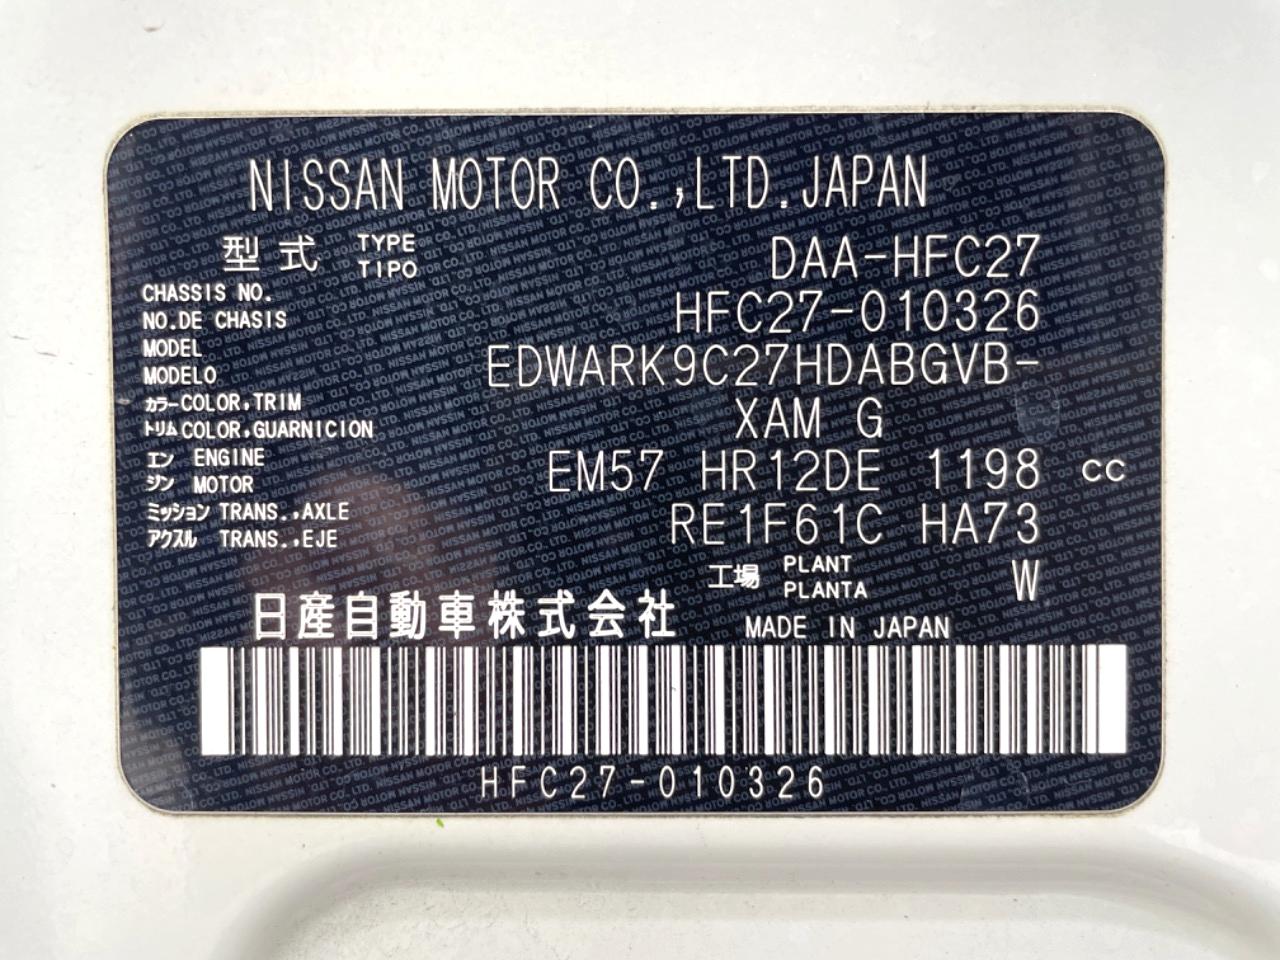 NISSAN MOTOR CO.,LTD.JAPAN
型式 TYPE TIPO DAA-HFC27
CHASSIS NO. NO.DE CHASIS HFC27-010326
MODEL MODELO EDWARK9C27HDABGVB-
カラー COLOR,TRIM XAM G
トリム COLOR,GUARNICION
エンジン ENGINE MOTOR EM57 HR12DE 1198 cc
ミッション TRANS.,AXLE RE1F61C HA73
アクスル TRANS.,EJE
工場 PLANT PLANTA W
日産自動車株式会社 MADE IN JAPAN
HFC27-010326